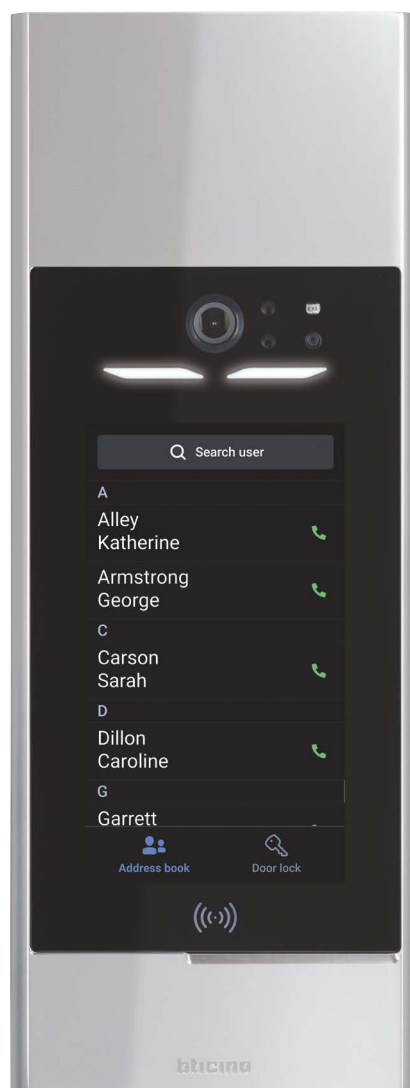 Search user
A
Alley
Katherine
Armstrong
George
C
Carson
Sarah
D
Dillon
Caroline
G
Garrett
Address book
Door lock
bticino